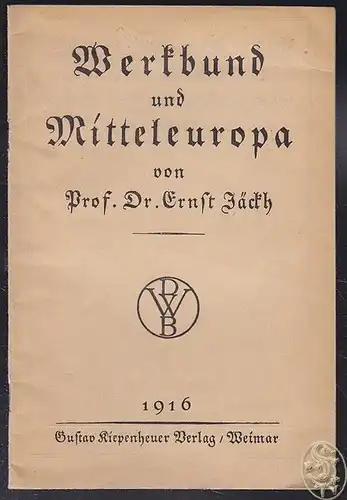 Werkbund
und
Mitteleuropa
von
Prof. Dr. Ernst Jäckh
DWB
1916
Gustav Kiepenheuer Verlag / Weimar